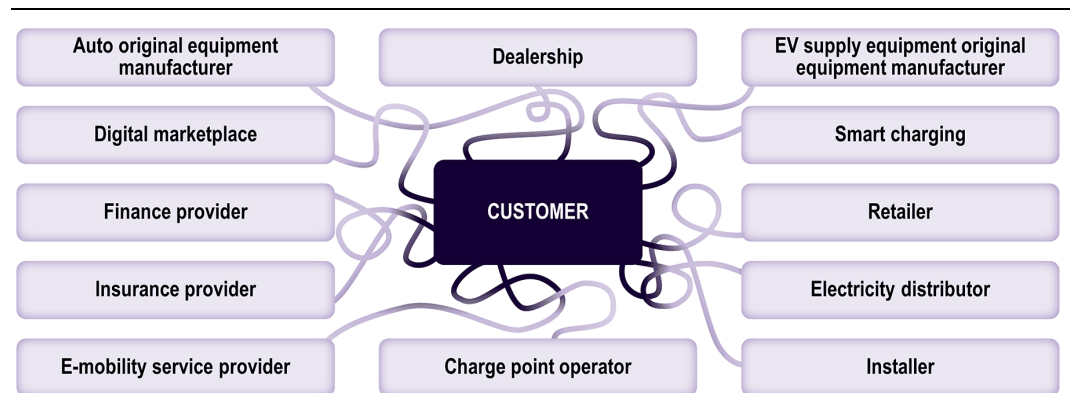 Auto original equipment
manufacturer
Dealership
EV supply equipment original
equipment manufacturer
Digital marketplace
Smart charging
Finance provider
CUSTOMER
Retailer
Insurance provider
Electricity distributor
E-mobility service provider
Charge point operator
Installer